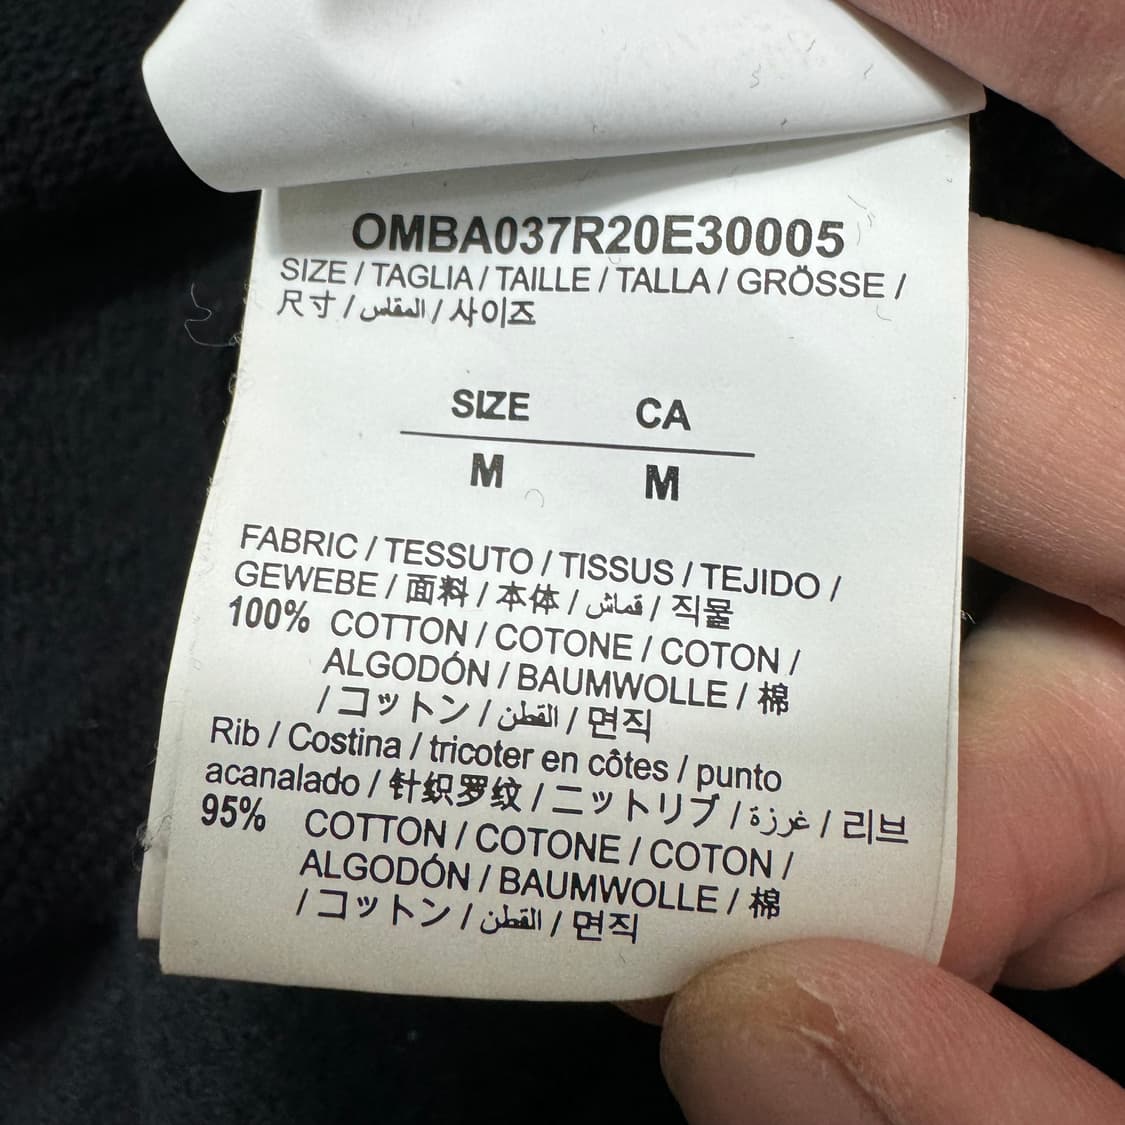 OMBA037R20E30005
SIZE / TAGLIA / TAILLE / TALLA / GRÖSSE /
尺寸 / المقاس / 사이즈
SIZE CA
M M
FABRIC / TESSUTO / TISSUS / TEJIDO /
GEWEBE / 面料 / 本体 / قماش / 직물
100% COTTON / COTONE / COTON /
ALGODÓN / BAUMWOLLE / 棉
/ コットン / القطن / 면직
Rib / Costina / tricoter en côtes / punto
acanalado / 针织罗纹 / ニットリブ / غرزة / 리브
95% COTTON / COTONE / COTON /
ALGODÓN / BAUMWOLLE / 棉
/ コットン / القطن / 면직